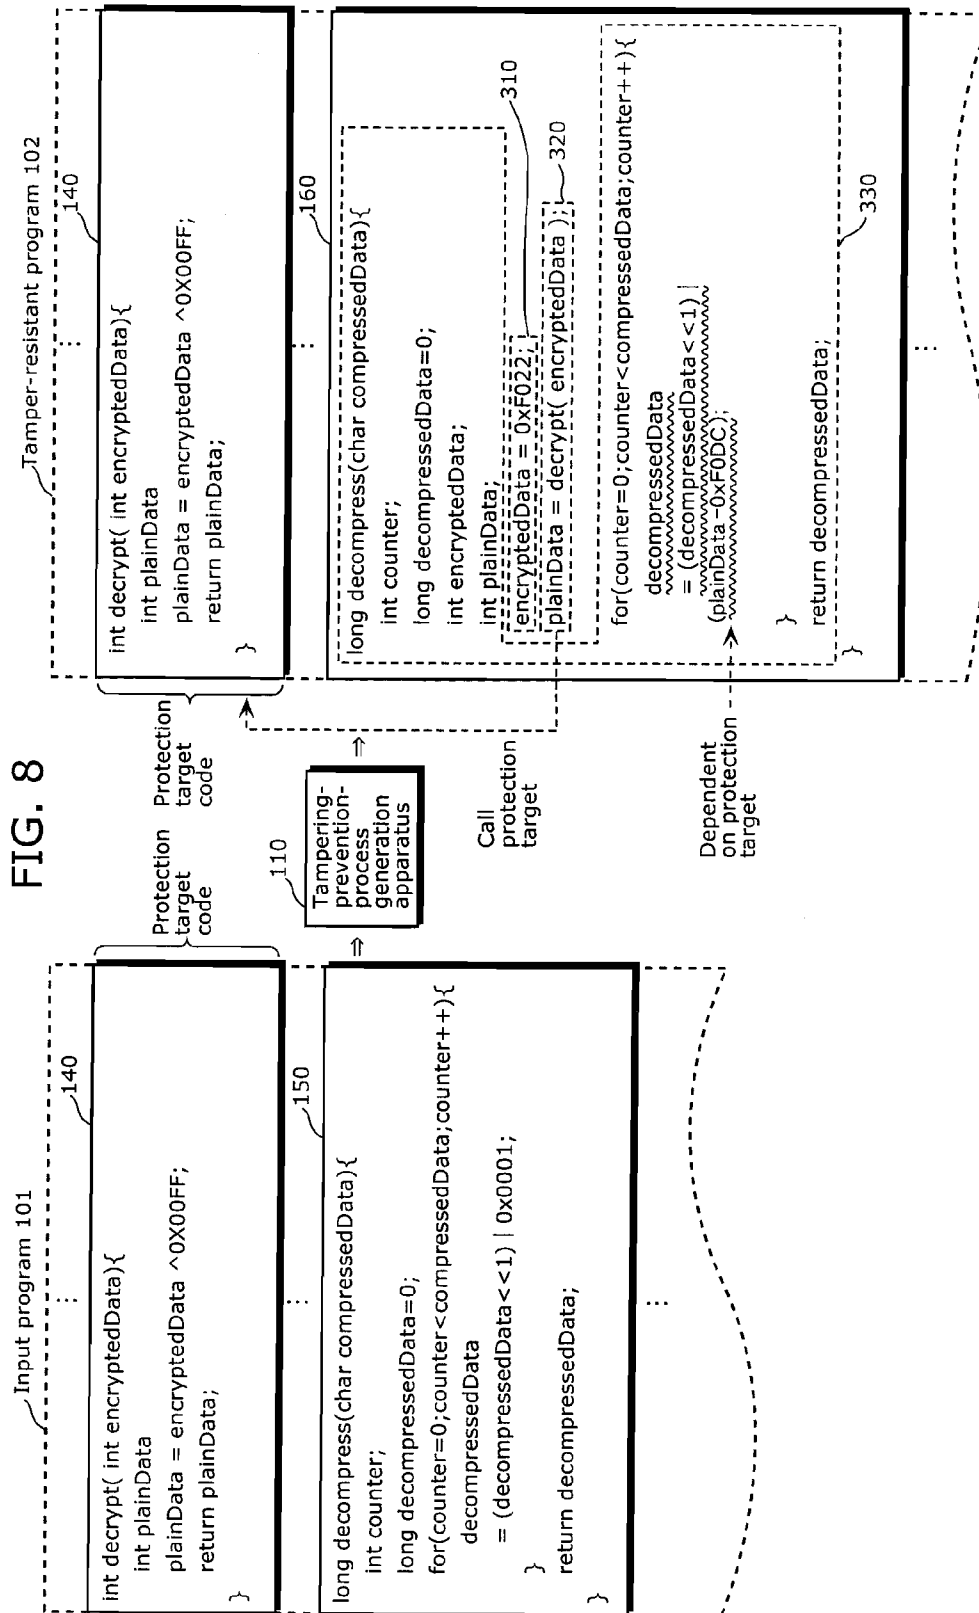 FIG. 8
Input program 101
⋮
140
int decrypt( int encryptedData){
int plainData
plainData = encryptedData ^0X00FF;
return plainData;
}
Protection
target
code
⋮
150
long decompress(char compressedData){
int counter;
long decompressedData=0;
for(counter=0;counter<compressedData;counter++){
decompressedData
= (decompressedData<<1) | 0x0001;
}
return decompressedData;
}
⋮
⇒
110
Tampering-
prevention-
process
generation
apparatus
⇒
Tamper-resistant program 102
⋮
140
Protection
target
code
int decrypt( int encryptedData){
int plainData
plainData = encryptedData ^0X00FF;
return plainData;
}
⋮
160
long decompress(char compressedData){
int counter;
long decompressedData=0;
int encryptedData;
int plainData;
encryptedData = 0xF022;
310
plainData = decrypt( encryptedData );
320
for(counter=0;counter<compressedData;counter++){
decompressedData
= (decompressedData<<1) |
(plainData-0xF0DC);
}
return decompressedData;
}
330
Call
protection
target
Dependent
on protection
target
⋮